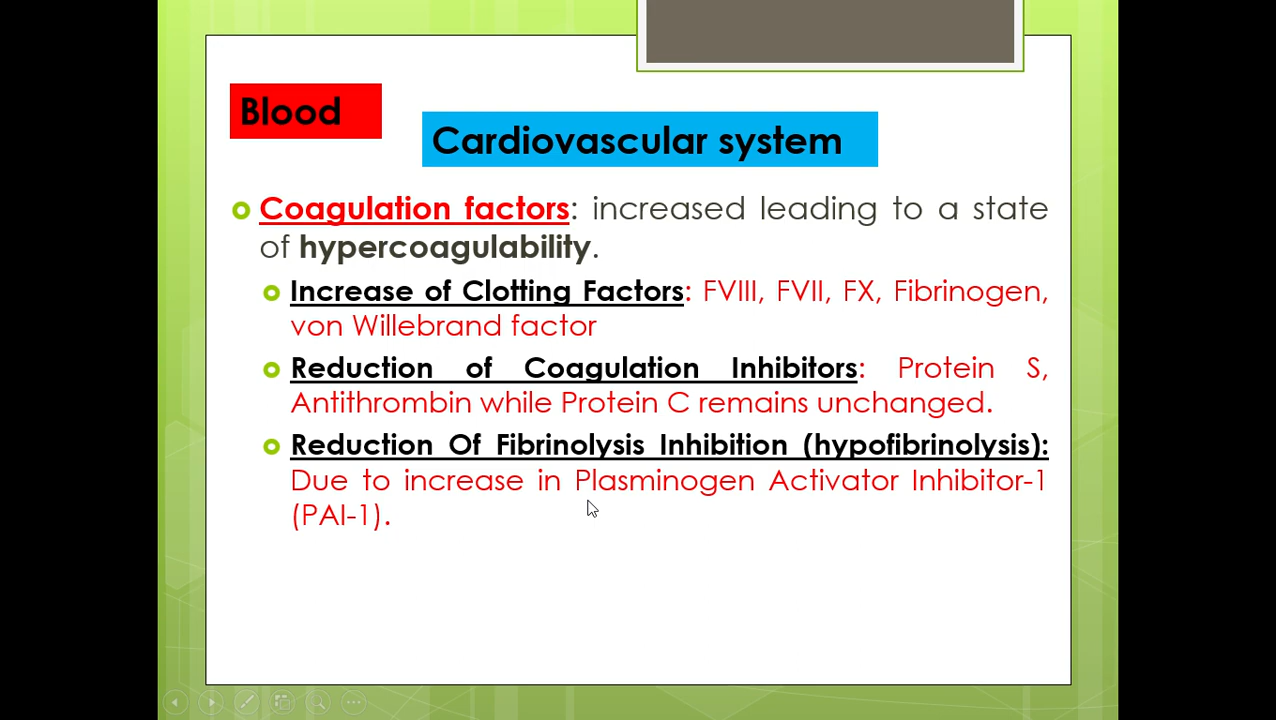 Blood
Cardiovascular system
Coagulation factors: increased leading to a state
of hypercoagulability.
Increase of Clotting Factors: FVIII, FVII, FX, Fibrinogen,
von Willebrand factor
Reduction of Coagulation Inhibitors: Protein S,
Antithrombin while Protein C remains unchanged.
Reduction Of Fibrinolysis Inhibition (hypofibrinolysis):
Due to increase in Plasminogen Activator Inhibitor-1
(PAI-1).